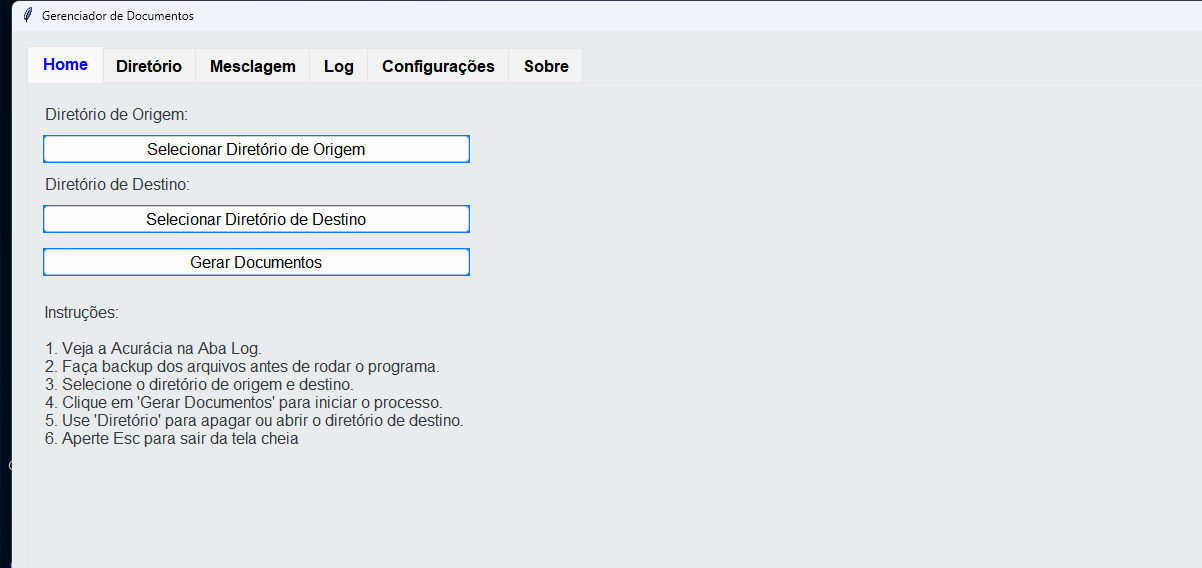 Gerenciador de Documentos
Home Diretório Mesclagem Log Configurações Sobre
Diretório de Origem:
Selecionar Diretório de Origem
Diretório de Destino:
Selecionar Diretório de Destino
Gerar Documentos
Instruções:
1. Veja a Acurácia na Aba Log.
2. Faça backup dos arquivos antes de rodar o programa.
3. Selecione o diretório de origem e destino.
4. Clique em 'Gerar Documentos' para iniciar o processo.
5. Use 'Diretório' para apagar ou abrir o diretório de destino.
6. Aperte Esc para sair da tela cheia